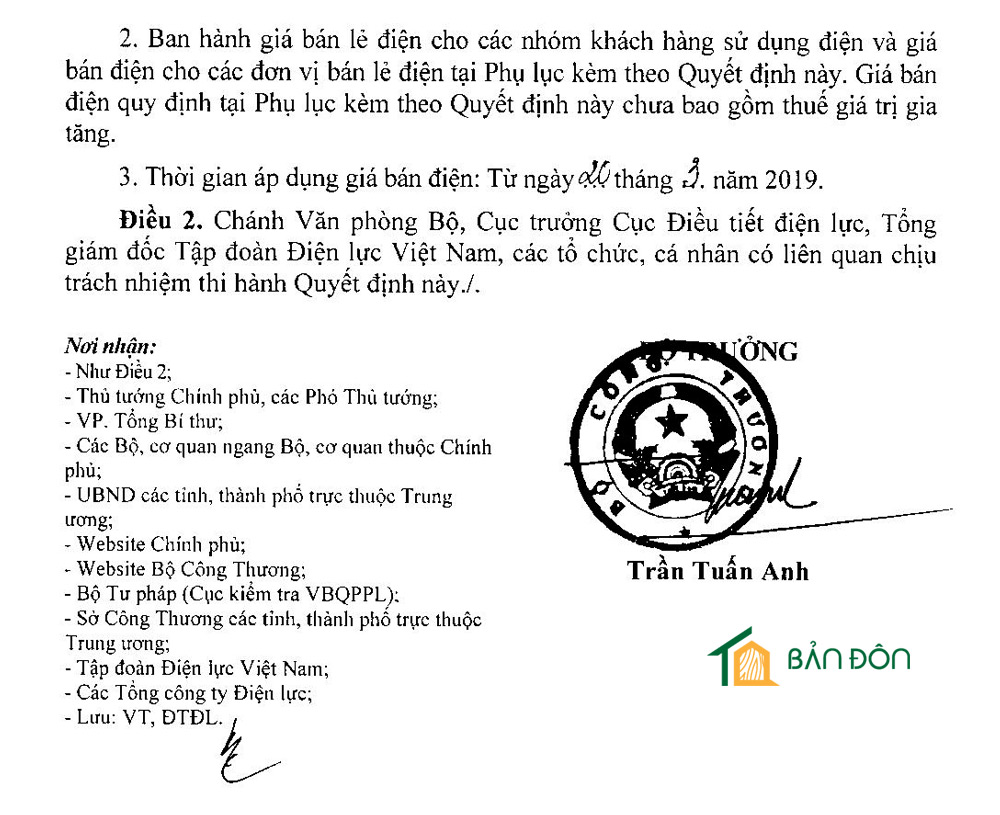 2. Ban hành giá bán lẻ điện cho các nhóm khách hàng sử dụng điện và giá
bán điện cho các đơn vị bán lẻ điện tại Phụ lục kèm theo Quyết định này. Giá bán
điện quy định tại Phụ lục kèm theo Quyết định này chưa bao gồm thuế giá trị gia
tăng.
3. Thời gian áp dụng giá bán điện: Từ ngày 20 tháng 3. năm 2019.
Điều 2. Chánh Văn phòng Bộ, Cục trưởng Cục Điều tiết điện lực, Tổng
giám đốc Tập đoàn Điện lực Việt Nam, các tổ chức, cá nhân có liên quan chịu
trách nhiệm thi hành Quyết định này./.
Nơi nhận:
- Như Điều 2;
- Thủ tướng Chính phủ, các Phó Thủ tướng;
- VP. Tổng Bí thư;
- Các Bộ, cơ quan ngang Bộ, cơ quan thuộc Chính
phủ;
- UBND các tỉnh, thành phố trực thuộc Trung
ương;
- Website Chính phủ;
- Website Bộ Công Thương;
- Bộ Tư pháp (Cục kiểm tra VBQPPL);
- Sở Công Thương các tỉnh, thành phố trực thuộc
Trung ương;
- Tập đoàn Điện lực Việt Nam;
- Các Tổng công ty Điện lực;
- Lưu: VT, ĐTĐL.
BỘ TRƯỞNG
BỘ CÔNG THƯƠNG
Trần Tuấn Anh
BẢN ĐÔN